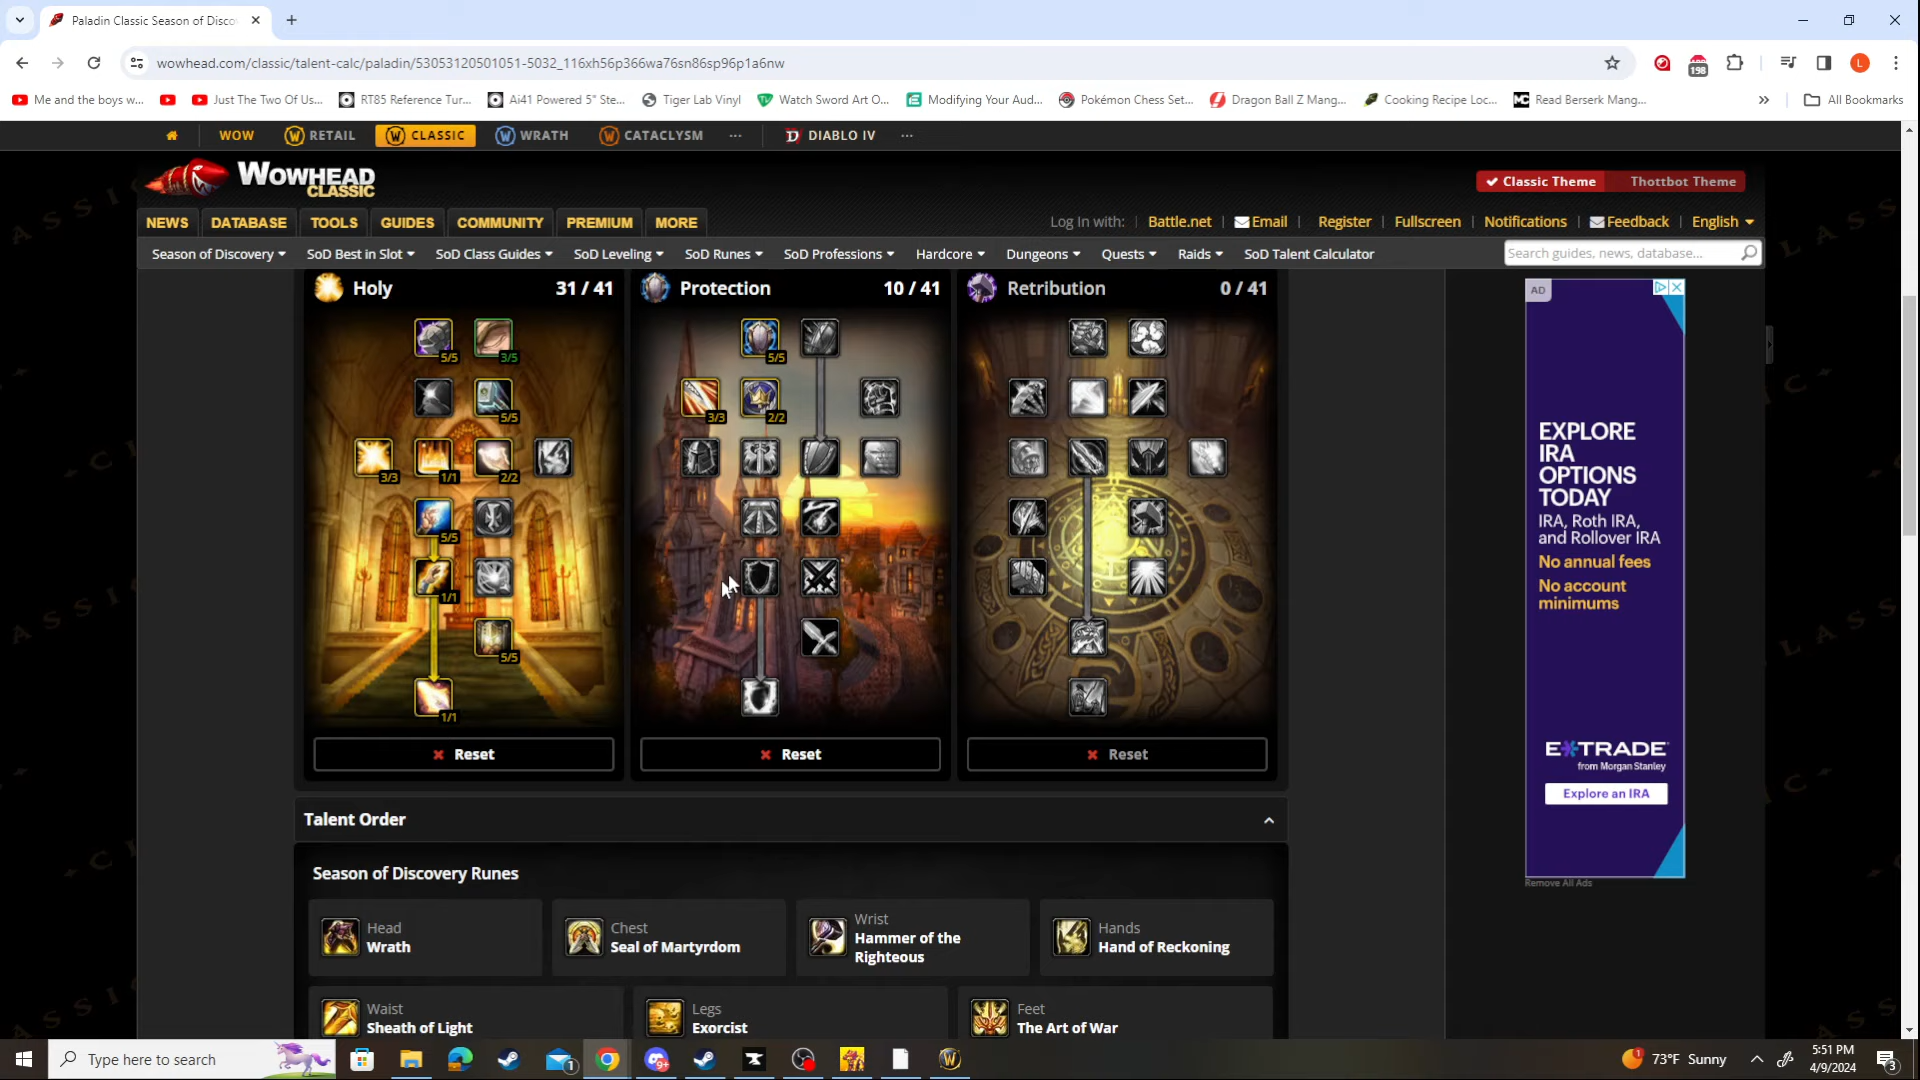 Paladin Classic Season of Disco
wowhead.com/classic/talent-calc/paladin/53053120501051-5032_116xh56p366wa76sn86sp96p1a6nw
198
L
Me and the boys w...
Just The Two Of Us...
RT85 Reference Tur...
Ai41 Powered 5" Ste...
Tiger Lab Vinyl
Watch Sword Art O...
Modifying Your Aud...
Pokémon Chess Set...
Dragon Ball Z Mang...
Cooking Recipe Loc...
Read Berserk Mang...
All Bookmarks
WOW
RETAIL
CLASSIC
WRATH
CATACLYSM
DIABLO IV
WOWHEAD
CLASSIC
Classic Theme
Thottbot Theme
NEWS
DATABASE
TOOLS
GUIDES
COMMUNITY
PREMIUM
MORE
Log In with:
Battle.net
Email
Register
Fullscreen
Notifications
Feedback
English
Season of Discovery
SoD Best in Slot
SoD Class Guides
SoD Leveling
SoD Runes
SoD Professions
Hardcore
Dungeons
Quests
Raids
SoD Talent Calculator
Search guides, news, database...
Holy
31 / 41
Protection
10 / 41
Retribution
0 / 41
5/5
3/5
5/5
5/5
3/3
2/2
3/3
1/1
2/2
5/5
1/1
5/5
1/1
Reset
Reset
Reset
AD
EXPLORE
IRA
OPTIONS
TODAY
IRA, Roth IRA,
and Rollover IRA
No annual fees
No account
minimums
E*TRADE
from Morgan Stanley
Explore an IRA
Remove All Ads
Talent Order
Season of Discovery Runes
Head
Wrath
Chest
Seal of Martyrdom
Wrist
Hammer of the
Righteous
Hands
Hand of Reckoning
Waist
Sheath of Light
Legs
Exorcist
Feet
The Art of War
Type here to search
1
9+
1
73°F Sunny
5:51 PM
4/9/2024
3